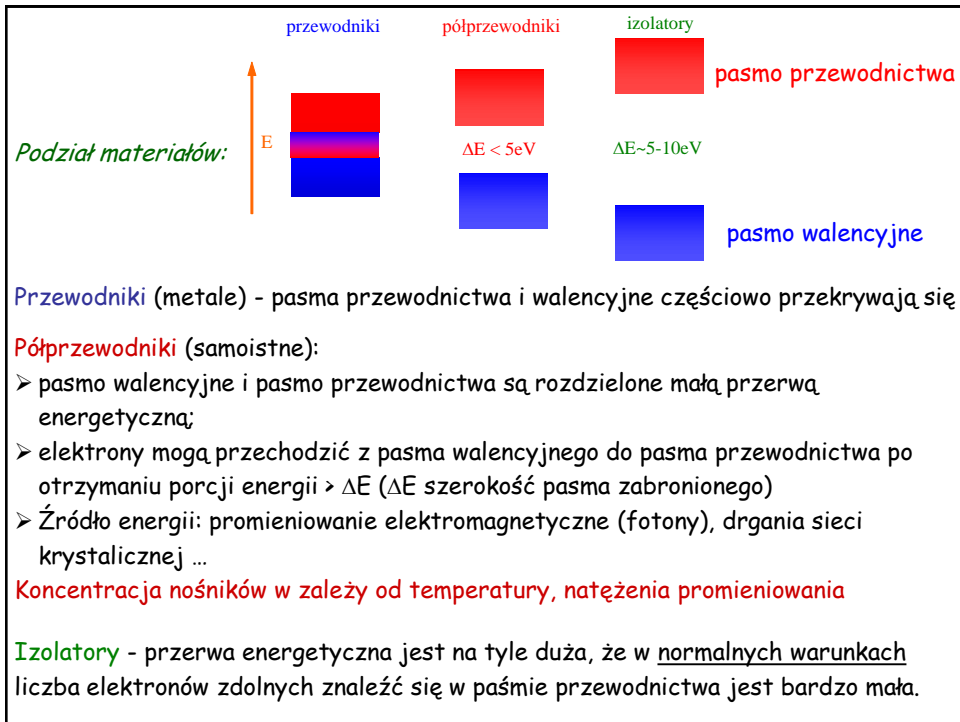 przewodniki półprzewodniki izolatory
pasmo przewodnictwa
E
Podział materiałów:
ΔE < 5eV ΔE~5-10eV
pasmo walencyjne
Przewodniki (metale) - pasma przewodnictwa i walencyjne częściowo przekrywają się
Półprzewodniki (samoistne):
➢ pasmo walencyjne i pasmo przewodnictwa są rozdzielone małą przerwą
energetyczną;
➢ elektrony mogą przechodzić z pasma walencyjnego do pasma przewodnictwa po
otrzymaniu porcji energii > ΔE (ΔE szerokość pasma zabronionego)
➢ Źródło energii: promieniowanie elektromagnetyczne (fotony), drgania sieci
krystalicznej …
Koncentracja nośników w zależy od temperatury, natężenia promieniowania
Izolatory - przerwa energetyczna jest na tyle duża, że w normalnych warunkach
liczba elektronów zdolnych znaleźć się w paśmie przewodnictwa jest bardzo mała.